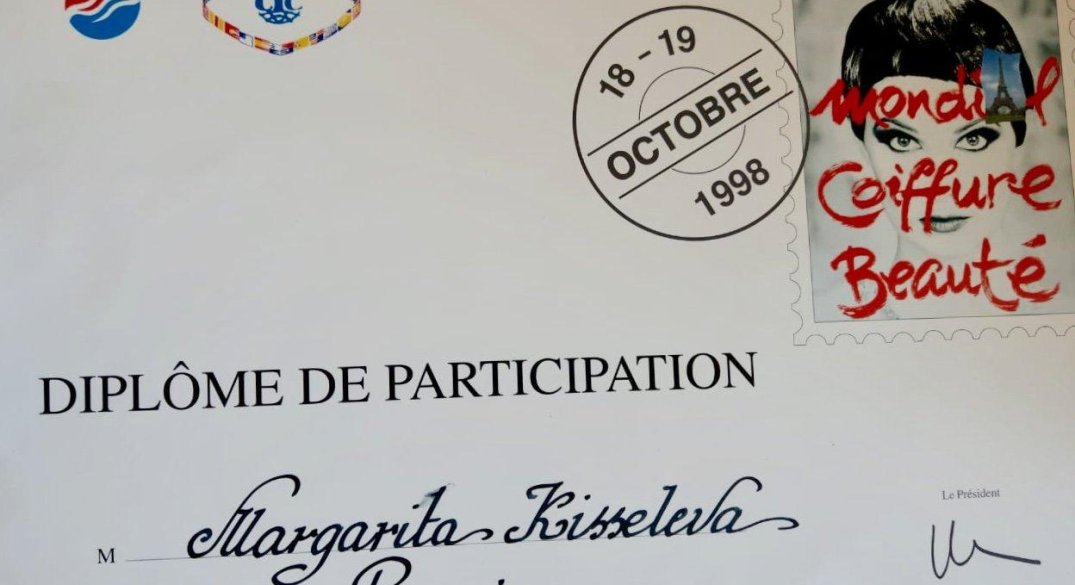 18 - 19
OCTOBRE
1998
Mondial
Coiffure
Beauté
DIPLÔME DE PARTICIPATION
Le Président
M Margarita Kisseleva